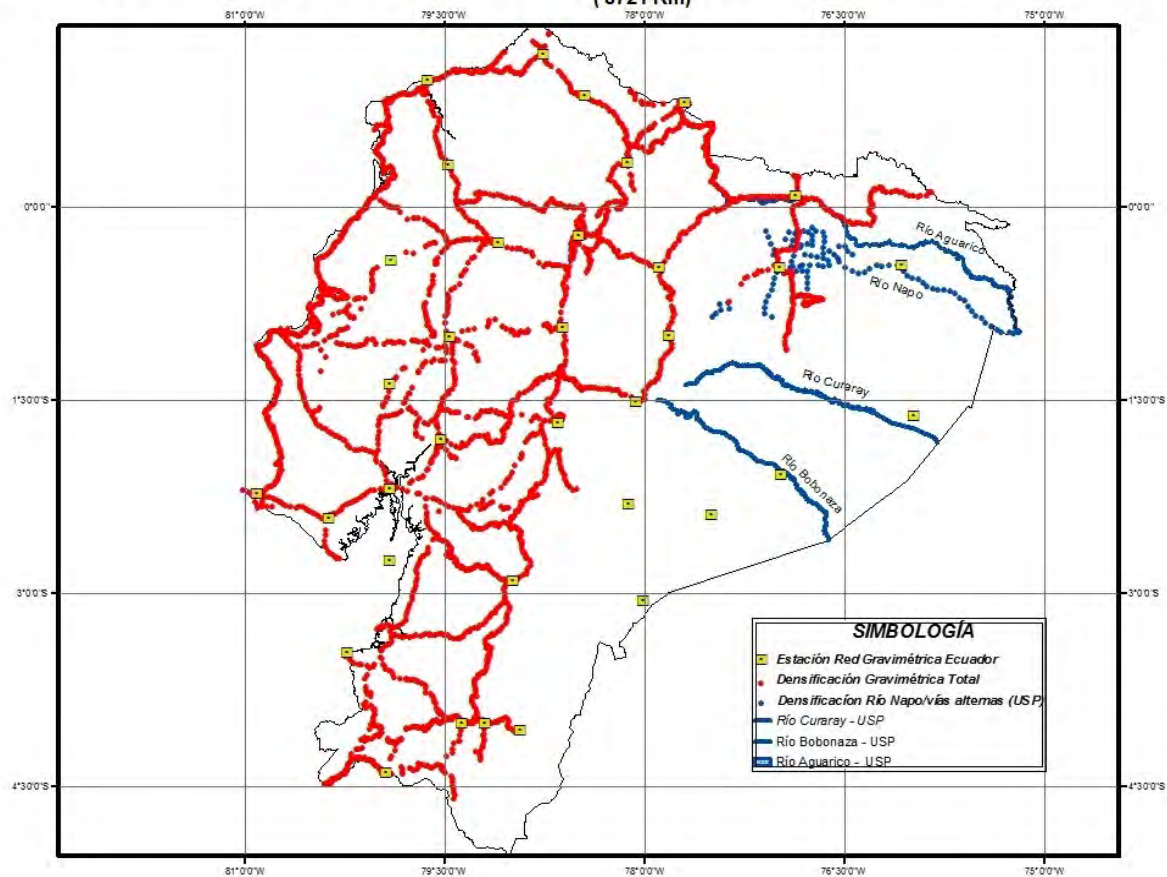 ( 5721 Km)
81°0'0"W 79°30'0"W 78°0'0"W 76°30'0"W 75°0'0"W
0°0'0" 0°0'0"
Río Aguarico
Río Napo
Río Curaray
1°30'0"S 1°30'0"S
Río Bobonaza
3°0'0"S 3°0'0"S
SIMBOLOGÍA
Estación Red Gravimétrica Ecuador
Densificación Gravimétrica Total
Densificación Río Napo/vías alternas (USP)
Río Curaray - USP
Río Bobonaza - USP
Río Aguarico - USP
4°30'0"S 4°30'0"S
81°0'0"W 79°30'0"W 78°0'0"W 76°30'0"W 75°0'0"W